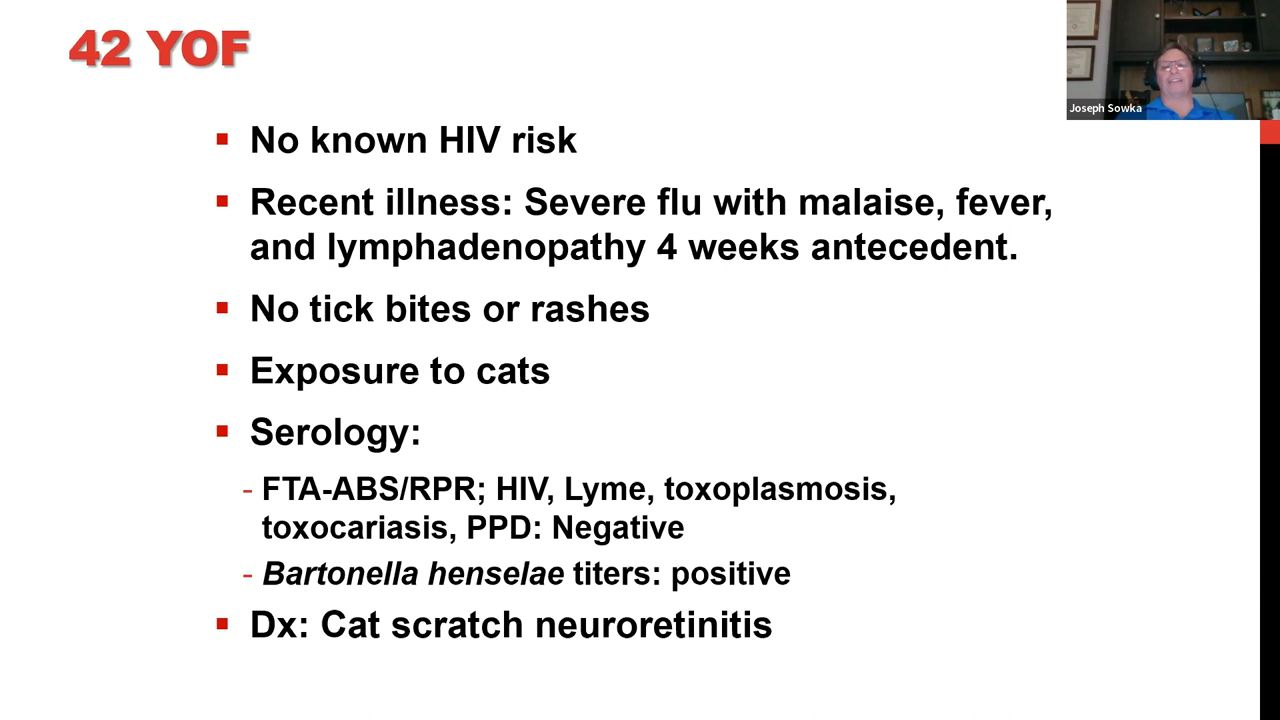 42 YOF
Joseph Sowka
▪ No known HIV risk
▪ Recent illness: Severe flu with malaise, fever,
and lymphadenopathy 4 weeks antecedent.
▪ No tick bites or rashes
▪ Exposure to cats
▪ Serology:
- FTA-ABS/RPR; HIV, Lyme, toxoplasmosis,
toxocariasis, PPD: Negative
- Bartonella henselae titers: positive
▪ Dx: Cat scratch neuroretinitis